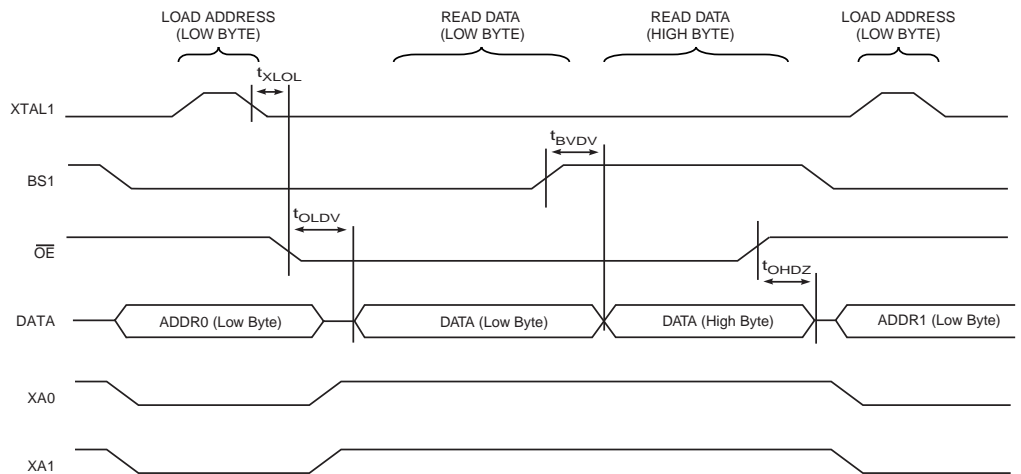 LOAD ADDRESS
(LOW BYTE)
READ DATA
(LOW BYTE)
READ DATA
(HIGH BYTE)
LOAD ADDRESS
(LOW BYTE)
tXLOL
XTAL1
tBVDV
BS1
tOLDV
OE
tOHDZ
DATA
ADDR0 (Low Byte)
DATA (Low Byte)
DATA (High Byte)
ADDR1 (Low Byte)
XA0
XA1